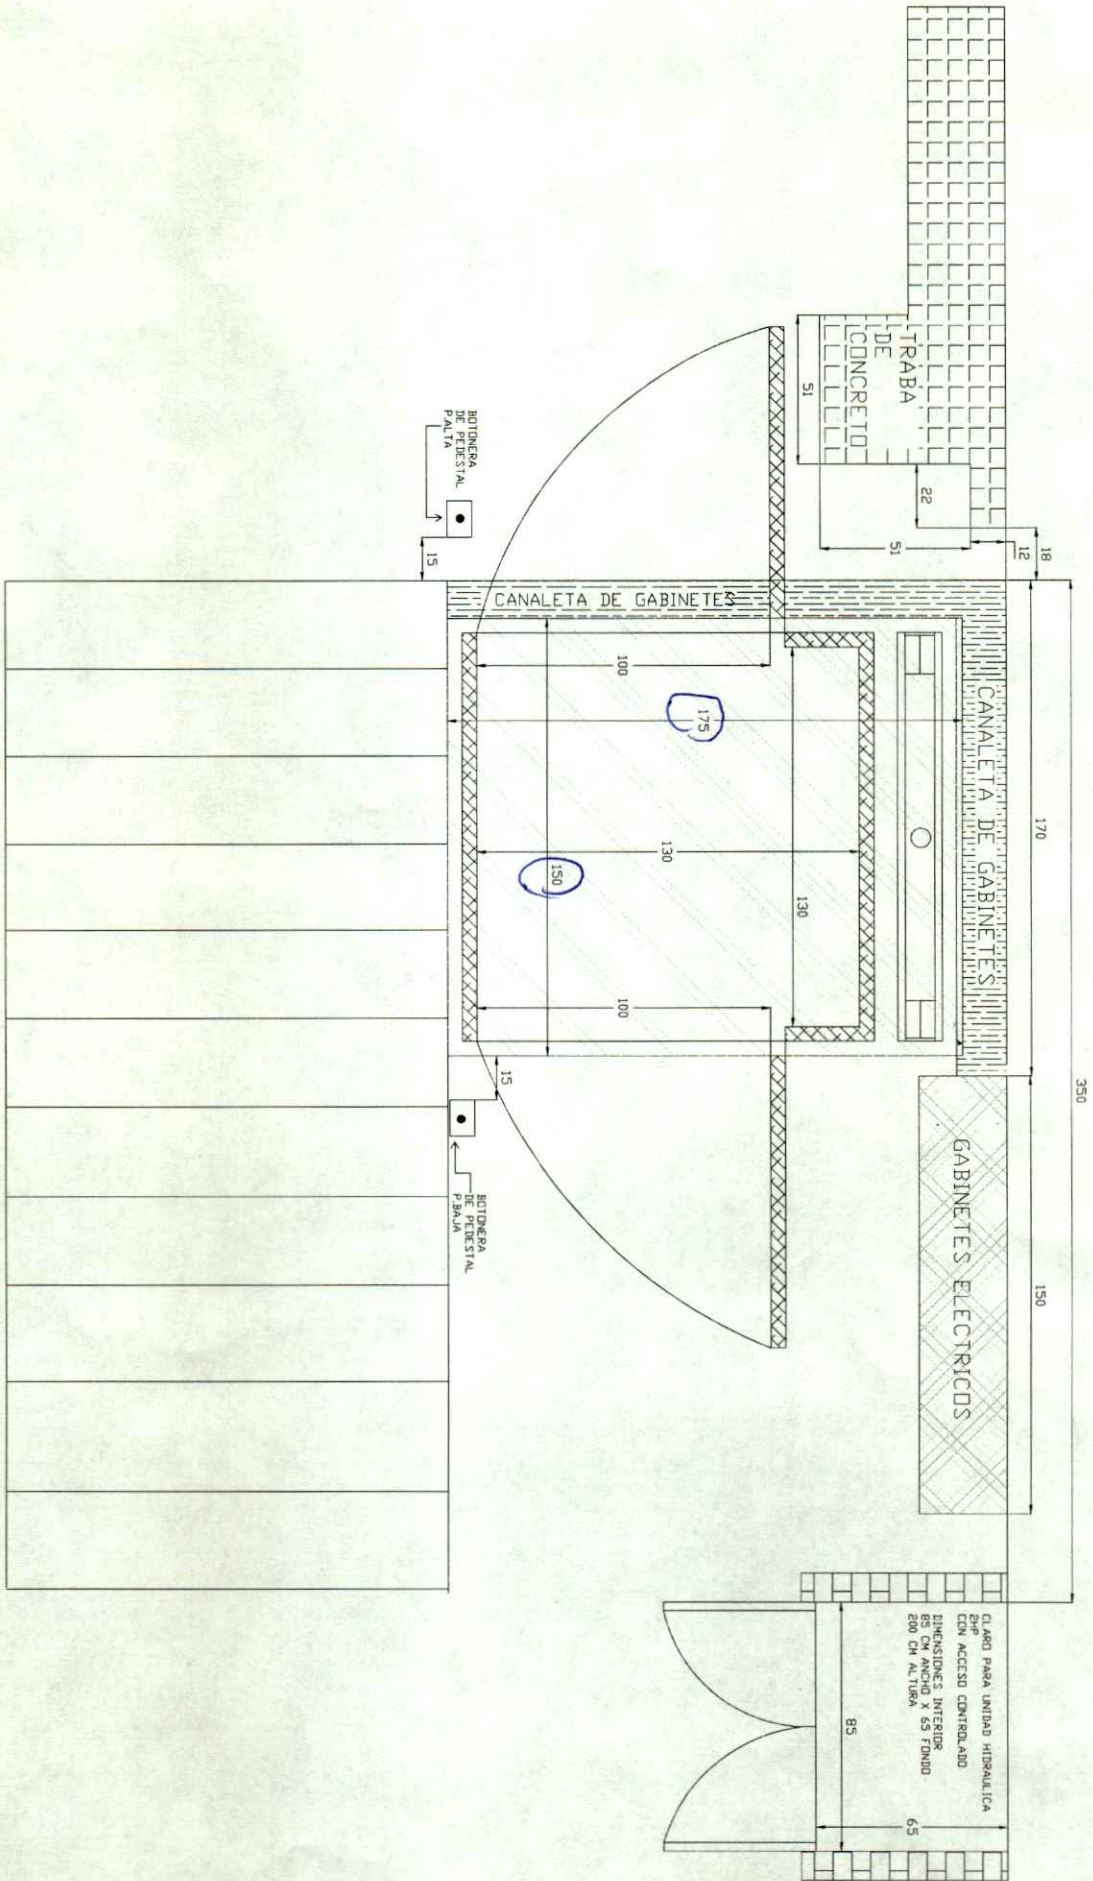 TRABA
DE
CONCRETO
51
51
22
18
12
BOTONERA
DE PEDESTAL
P.ALTA
15
CANALETA DE GABINETES
CANALETA DE GABINETES
170
350
100
175
130
150
130
100
15
BOTONERA
DE PEDESTAL
P.BAJA
GABINETES ELECTRICOS
150
CLARO PARA UNIDAD HIDRAULICA
2HP
CON ACCESO CONTROLADO
DIMENSIONES INTERIOR
85 CM ANCHO X 65 FONDO
200 CM ALTURA
85
65